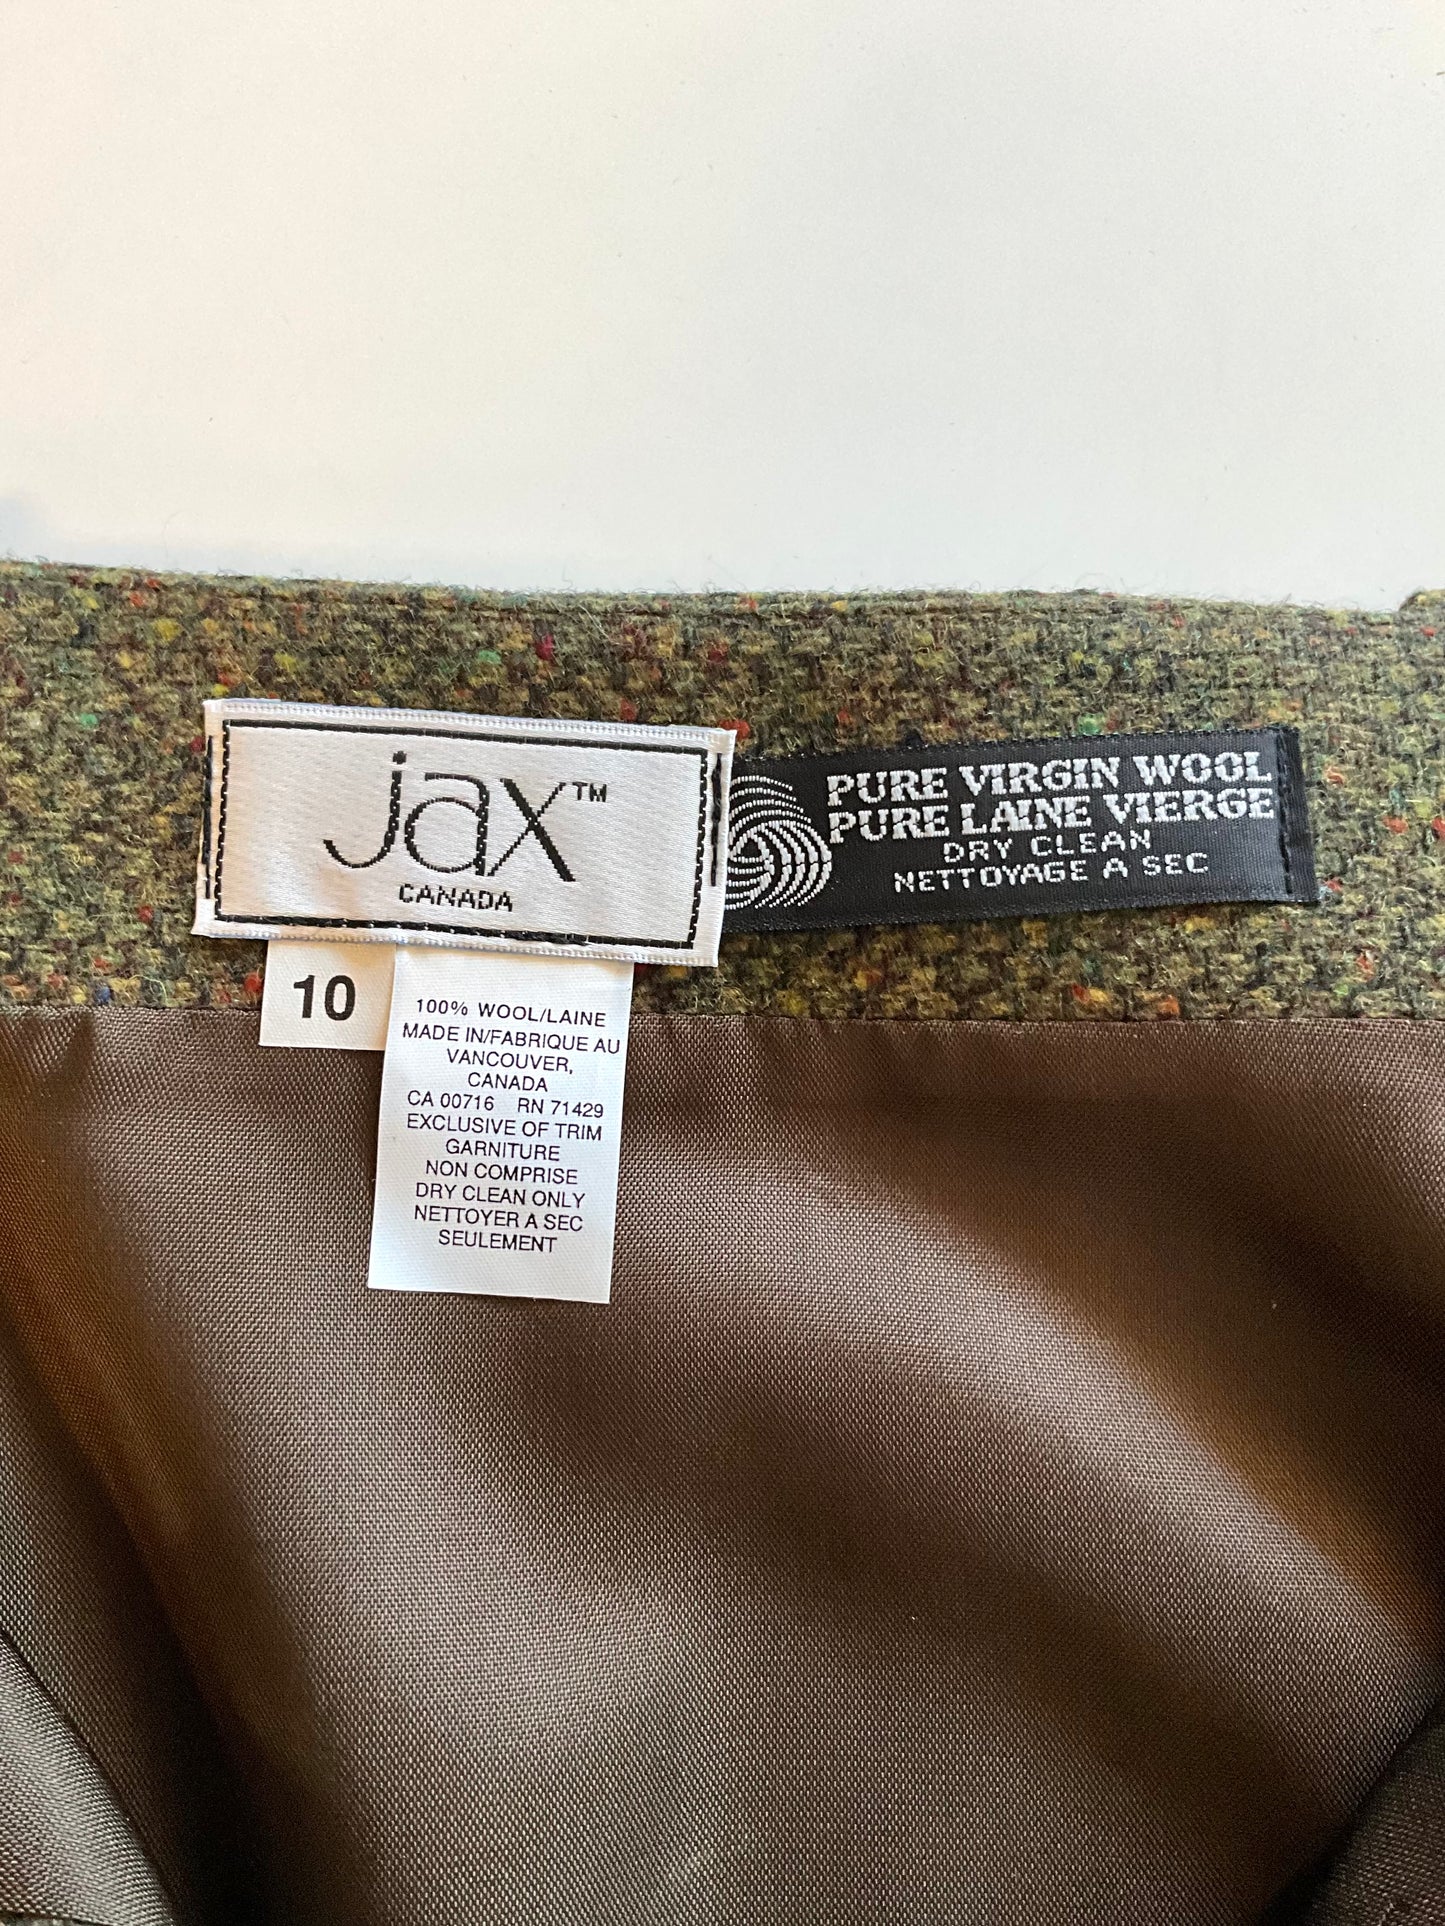 jax™
CANADA
PURE VIRGIN WOOL
PURE LAINE VIERGE
DRY CLEAN
NETTOYAGE A SEC
10
100% WOOL/LAINE
MADE IN/FABRIQUE AU
VANCOUVER,
CANADA
CA 00716 RN 71429
EXCLUSIVE OF TRIM
GARNITURE
NON COMPRISE
DRY CLEAN ONLY
NETTOYER A SEC
SEULEMENT